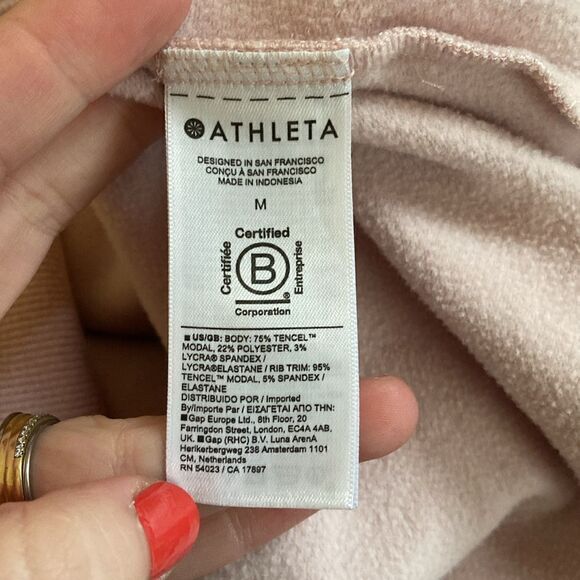 ATHLETA
DESIGNED IN SAN FRANCISCO
CONÇU À SAN FRANCISCO
MADE IN INDONESIA
M
Certified
Certifiée
B
Entreprise
Corporation
■ US/GB: BODY: 75% TENCEL™
MODAL, 22% POLYESTER, 3%
LYCRA® SPANDEX /
LYCRA®ELASTANE / RIB TRIM: 95%
TENCEL™ MODAL, 5% SPANDEX /
ELASTANE
DISTRIBUIDO POR / Imported
By/Importe Par / ΕΙΣΑΓΕΤΑΙ ΑΠΟ ΤΗΝ:
■Gap Europe Ltd., 8th Floor, 20
Farringdon Street, London, EC4A 4AB,
UK. ■Gap (RHC) B.V. Luna ArenA
Herikerbergweg 238 Amsterdam 1101
CM, Netherlands
RN 54023 / CA 17897